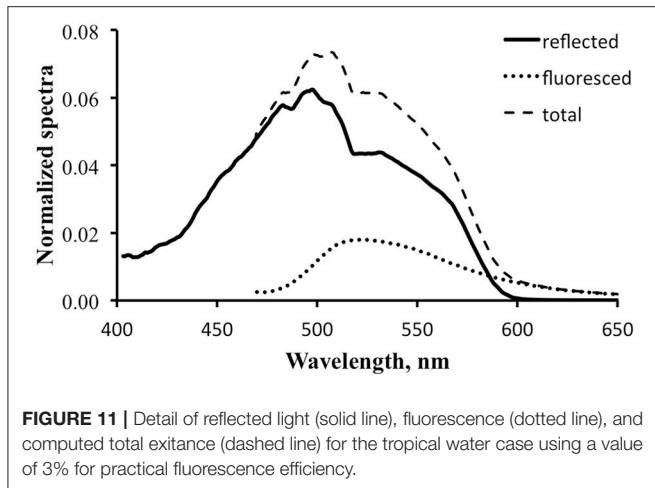 0.08
0.06
0.04
0.02
0.00
Normalized spectra
reflected
fluoresced
total
400 450 500 550 600 650
Wavelength, nm
FIGURE 11 | Detail of reflected light (solid line), fluorescence (dotted line), and
computed total exitance (dashed line) for the tropical water case using a value
of 3% for practical fluorescence efficiency.